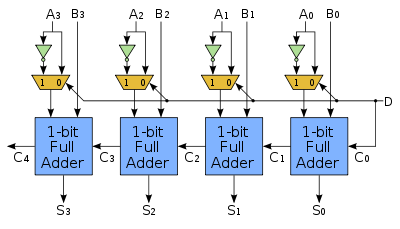 A3 B3 A2 B2 A1 B1 A0 B0
1 0 1 0 1 0 1 0
D
1-bit Full Adder 1-bit Full Adder 1-bit Full Adder 1-bit Full Adder
C4 C3 C2 C1 C0
S3 S2 S1 S0